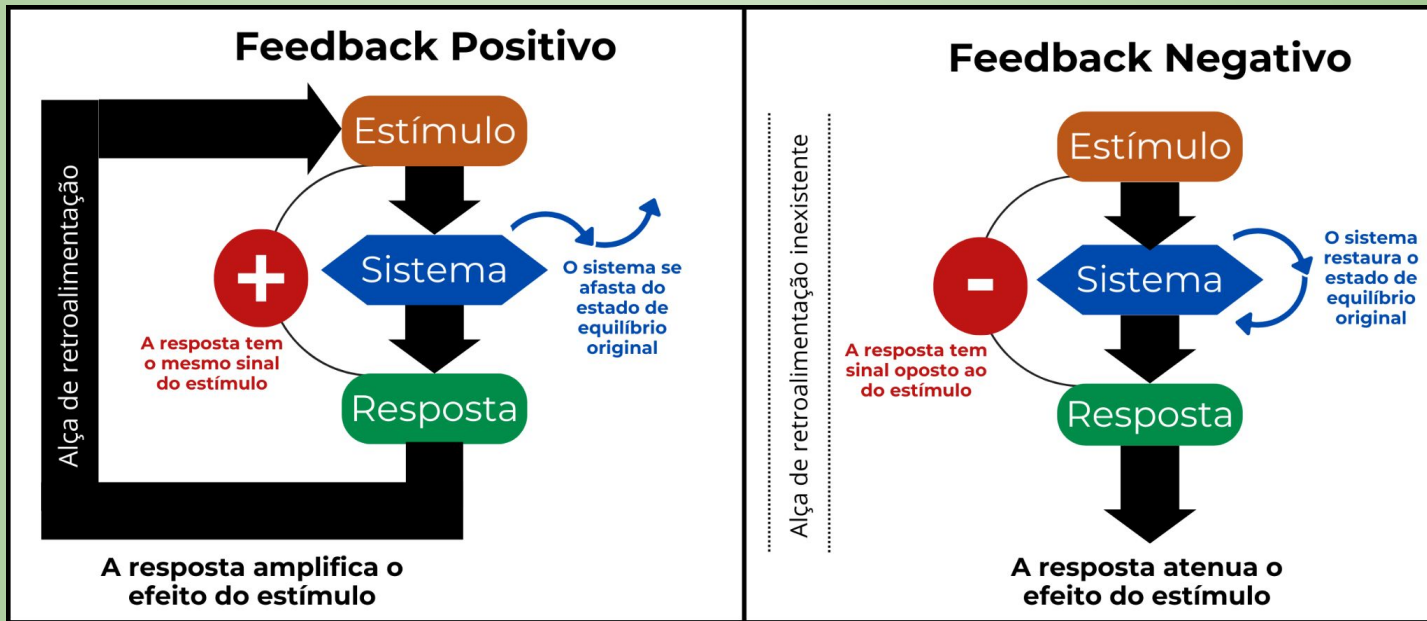 Feedback Positivo
Estímulo
Alça de retroalimentação
+
Sistema
O sistema se
afasta do
estado de
equilíbrio
original
A resposta tem
o mesmo sinal
do estímulo
Resposta
A resposta amplifica o
efeito do estímulo
Feedback Negativo
Estímulo
Alça de retroalimentação inexistente
-
Sistema
O sistema
restaura o
estado de
equilíbrio
original
A resposta tem
sinal oposto ao
do estímulo
Resposta
A resposta atenua o
efeito do estímulo